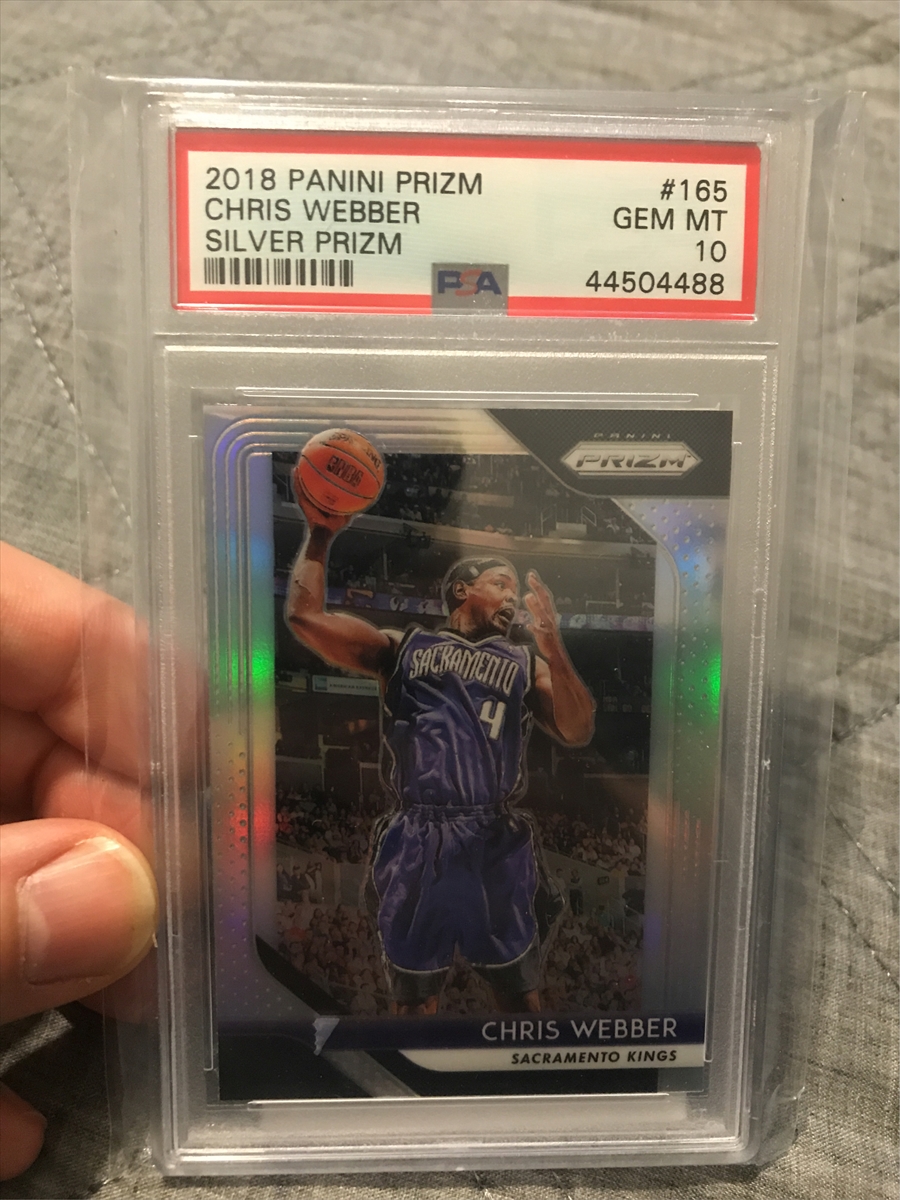 2018 PANINI PRIZM #165
CHRIS WEBBER GEM MT
SILVER PRIZM 10
44504488
PSA
PANINI
PRIZM
SACRAMENTO
4
CHRIS WEBBER
SACRAMENTO KINGS